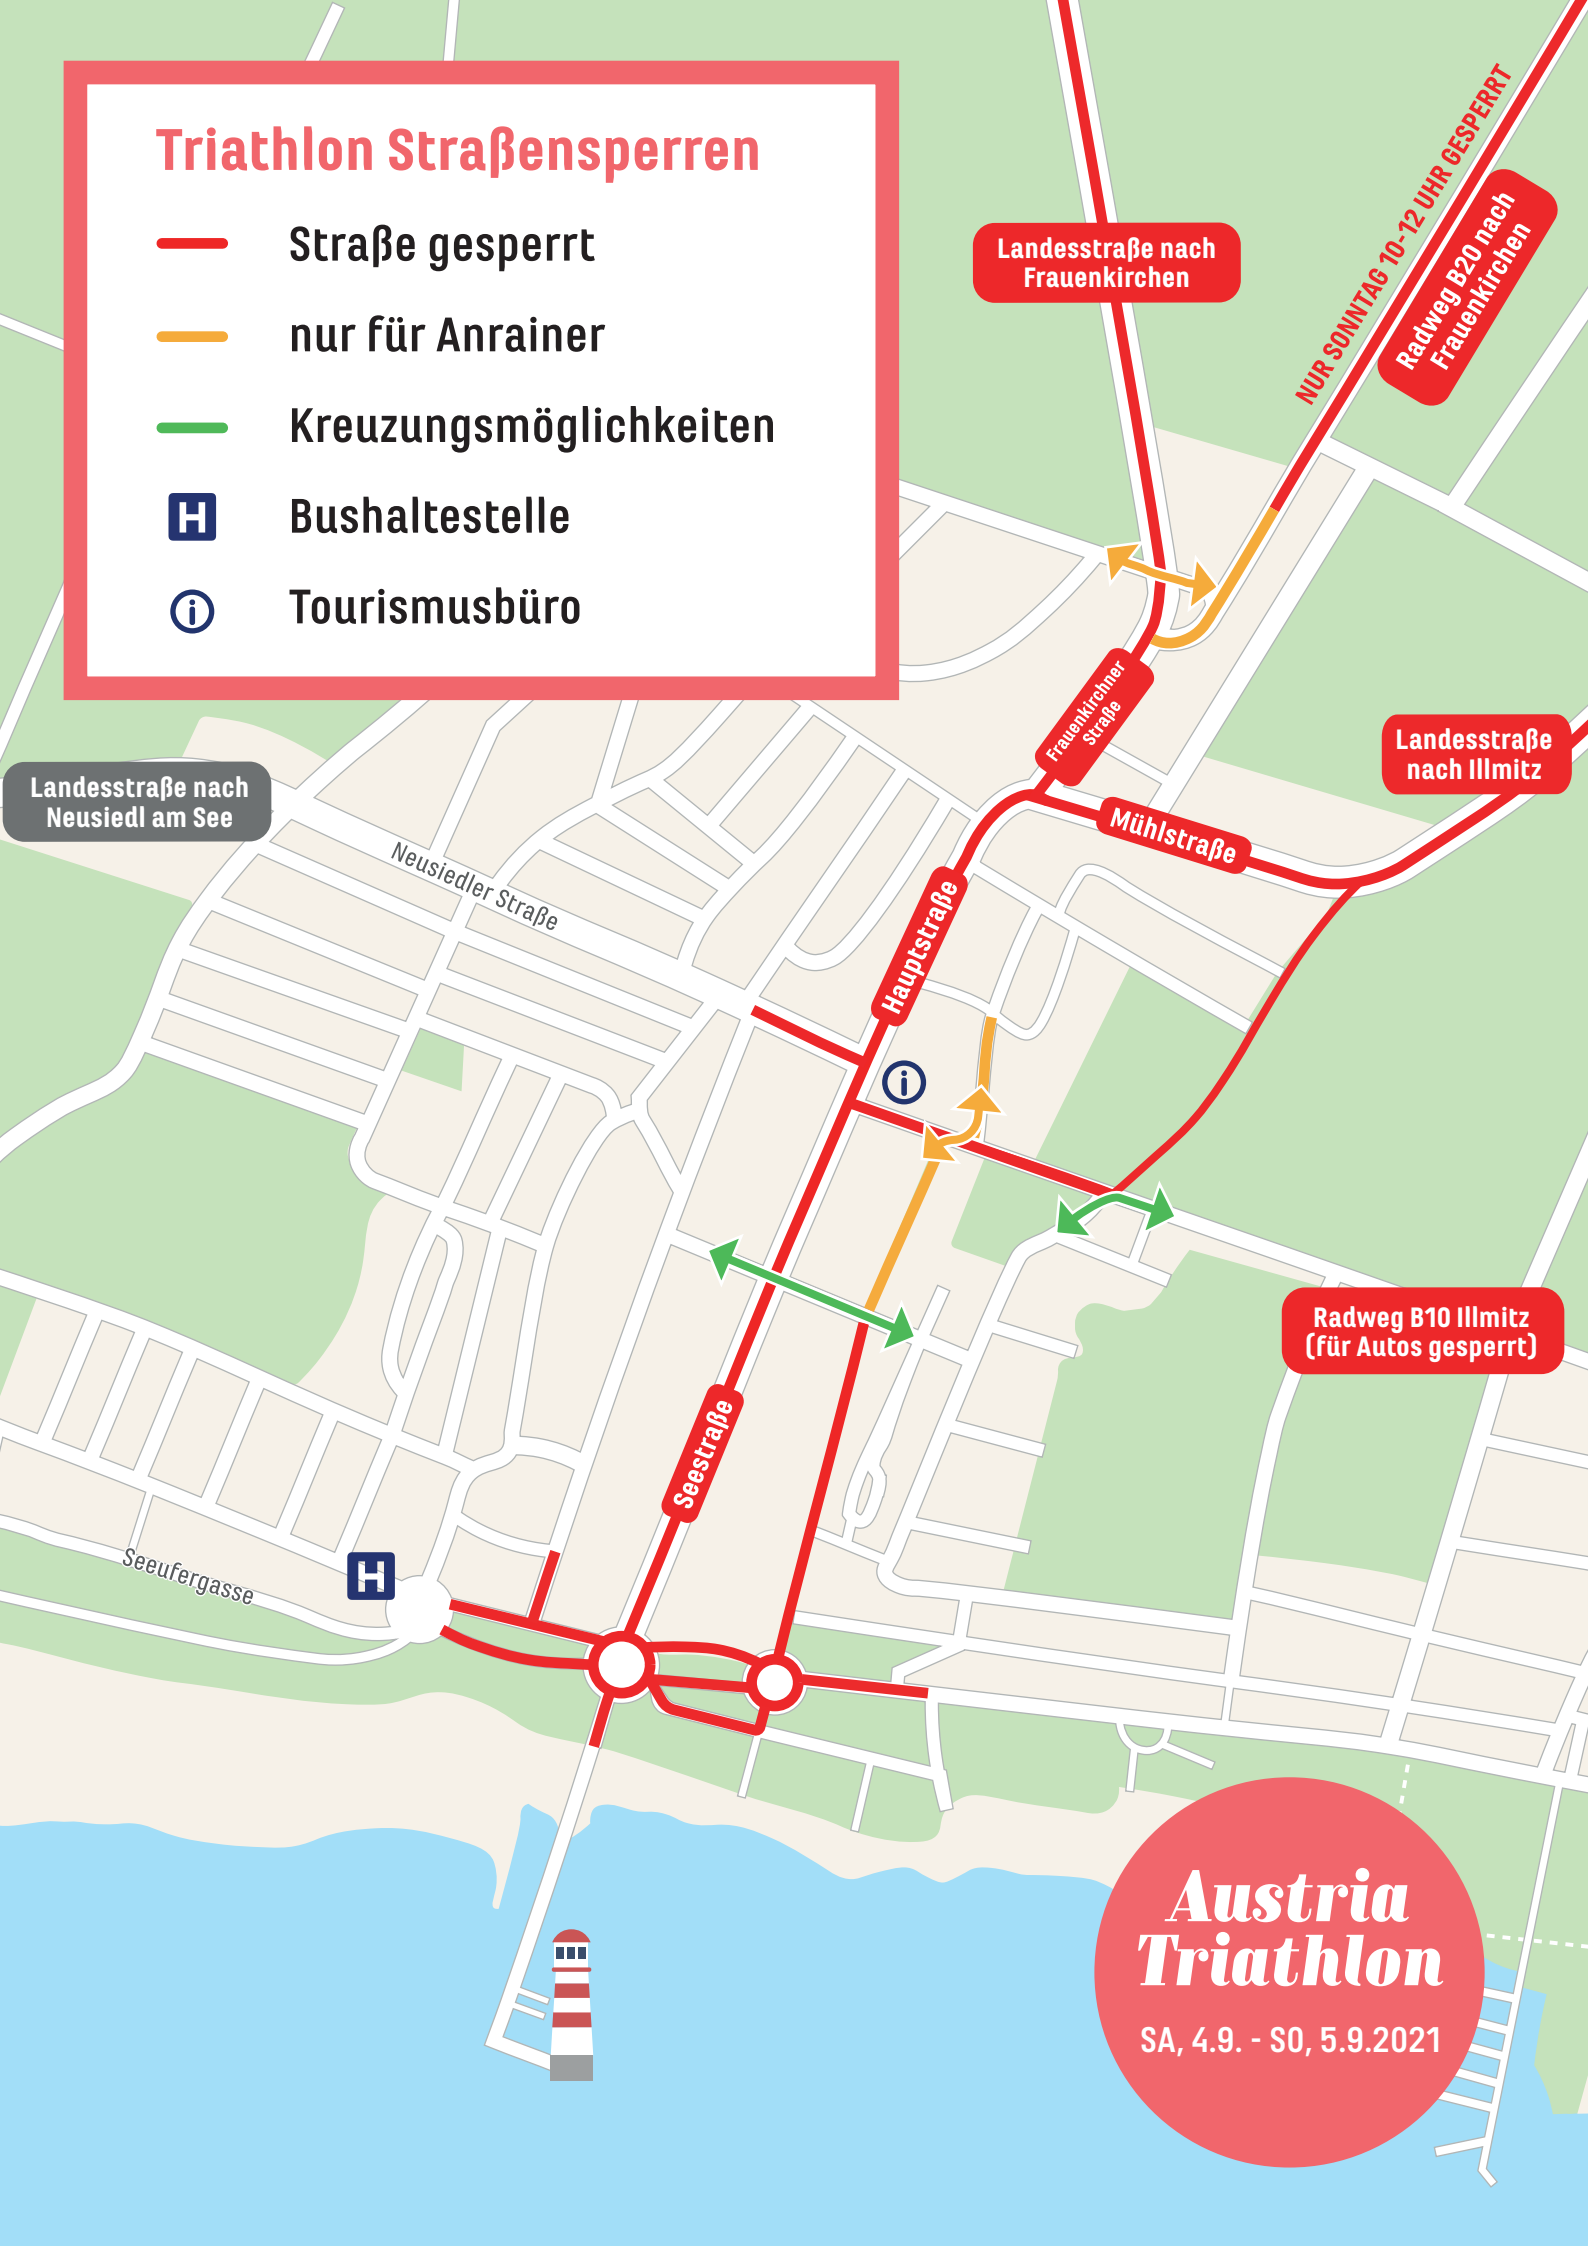 Triathlon Straßensperren
Straße gesperrt
nur für Anrainer
Kreuzungsmöglichkeiten
H
Bushaltestelle
i
Tourismusbüro
Landesstraße nach
Frauenkirchen
NUR SONNTAG 10-12 UHR GESPERRT
Radweg B20 nach
Frauenkirchen
Frauenkirchner
Straße
Landesstraße
nach Illmitz
Landesstraße nach
Neusiedl am See
Mühlstraße
Neusiedler Straße
Hauptstraße
i
Radweg B10 Illmitz
(für Autos gesperrt)
Seestraße
Seeufergasse
H
Austria
Triathlon
SA, 4.9. - SO, 5.9.2021